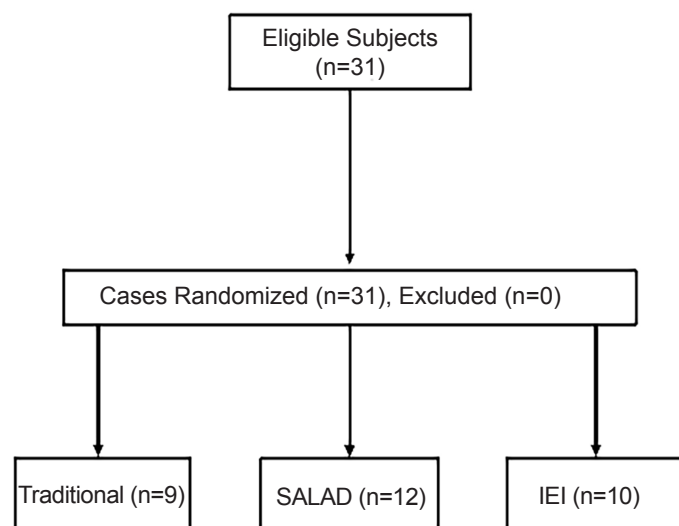 Eligible Subjects
(n=31)
Cases Randomized (n=31), Excluded (n=0)
Traditional (n=9)
SALAD (n=12)
IEI (n=10)